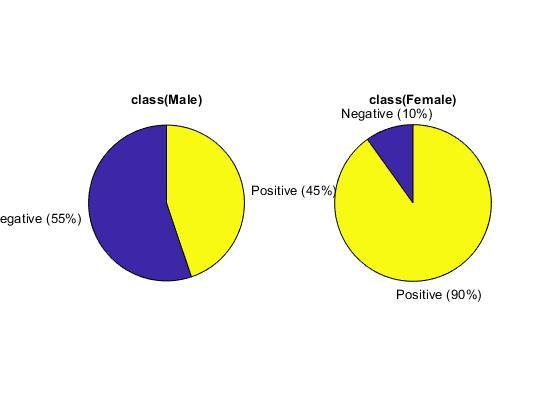 class(Male)
egative (55%)
Positive (45%)
class(Female)
Negative (10%)
Positive (90%)